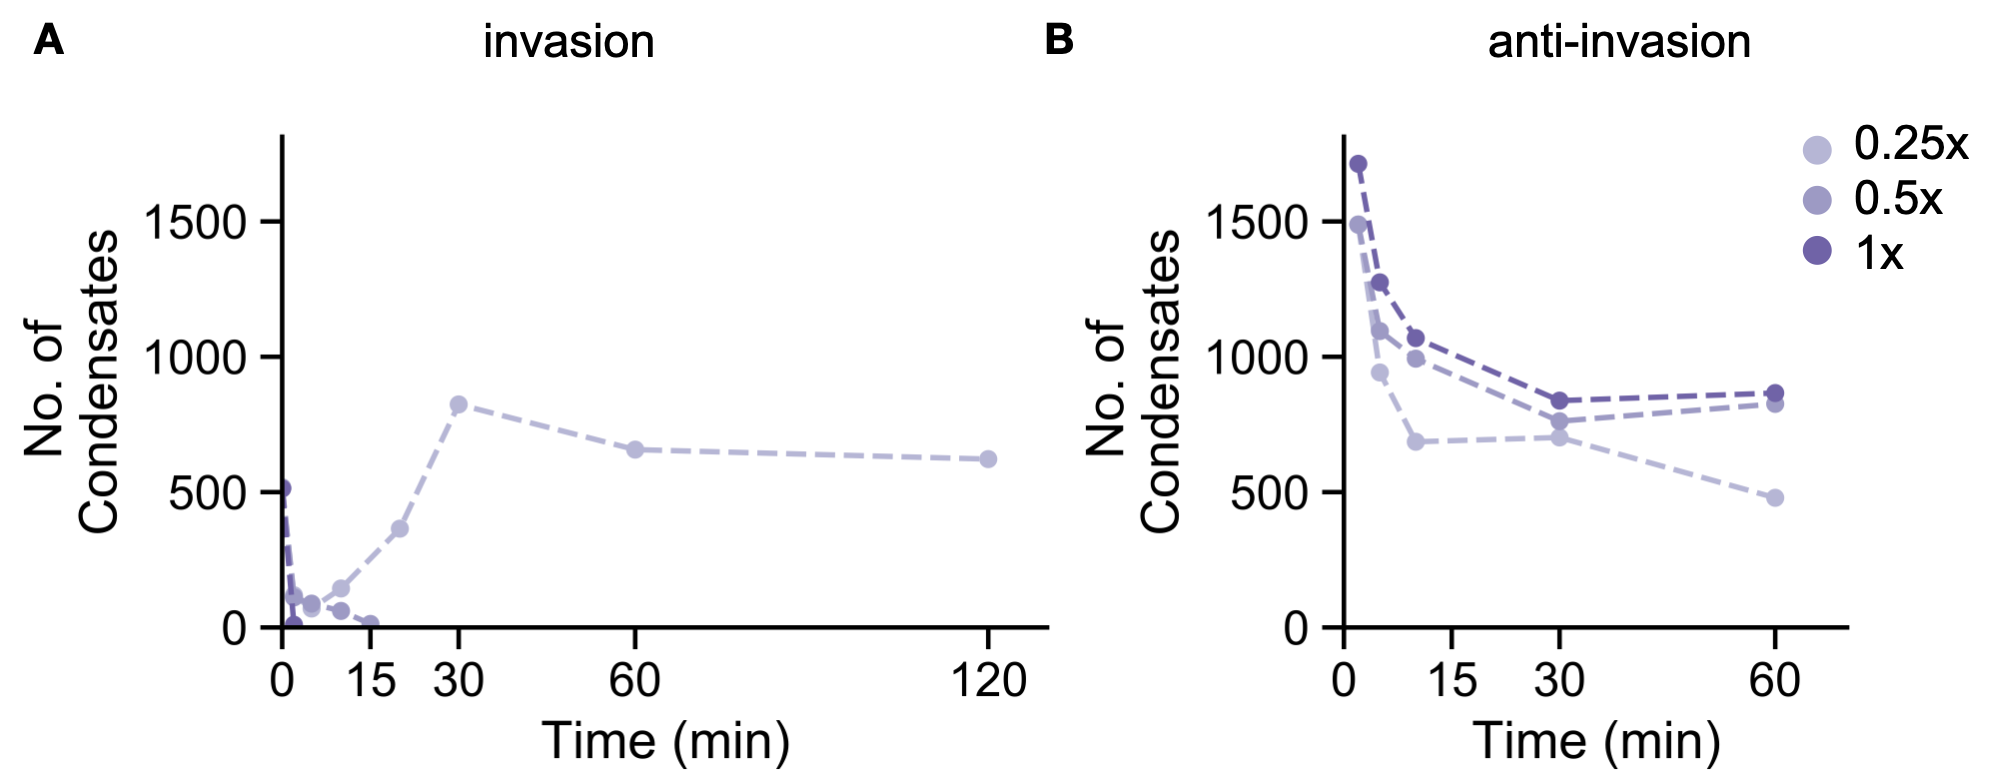 A
invasion
No. of
Condensates
1500
1000
500
0
0 15 30 60 120
Time (min)
B
anti-invasion
No. of
Condensates
1500
1000
500
0
0 15 30 60
Time (min)
0.25x
0.5x
1x